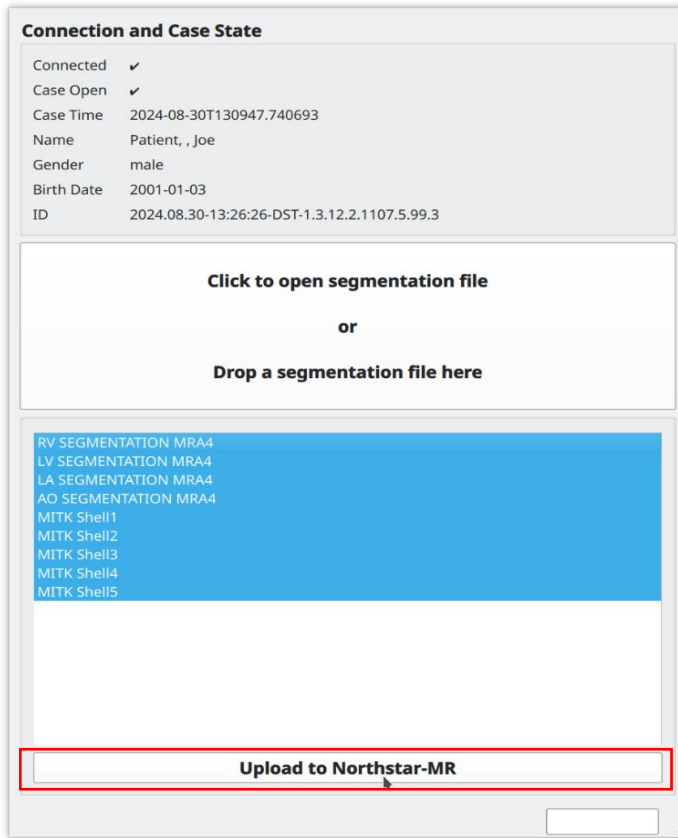 Connection and Case State
Connected ✔
Case Open ✔
Case Time 2024-08-30T130947.740693
Name Patient, , Joe
Gender male
Birth Date 2001-01-03
ID 2024.08.30-13:26:26-DST-1.3.12.2.1107.5.99.3
Click to open segmentation file
or
Drop a segmentation file here
RV SEGMENTATION MRA4
LV SEGMENTATION MRA4
LA SEGMENTATION MRA4
AO SEGMENTATION MRA4
MITK Shell1
MITK Shell2
MITK Shell3
MITK Shell4
MITK Shell5
Upload to Northstar-MR